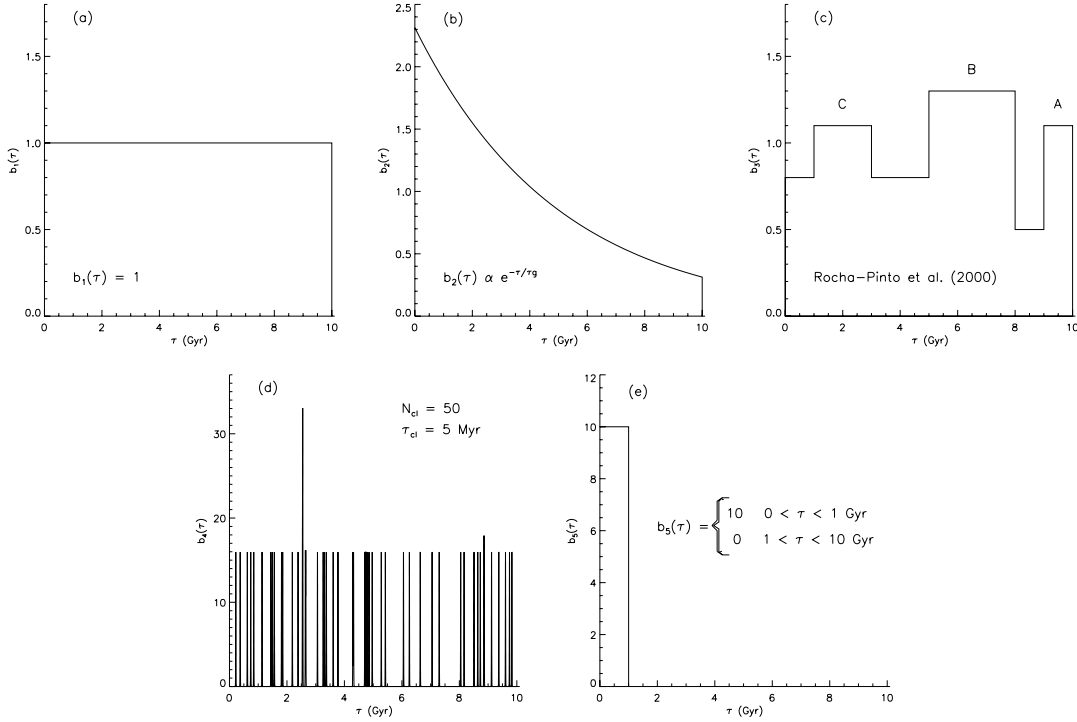 (a)
1.5
1.0
0.5
0.0
b₁(τ)
b₁(τ) = 1
0 2 4 6 8 10
τ (Gyr)
(b)
2.5
2.0
1.5
1.0
0.5
0.0
b₂(τ)
b₂(τ) α e^−τ/τg
0 2 4 6 8 10
τ (Gyr)
(c)
1.5
1.0
0.5
0.0
b₃(τ)
C B A
Rocha−Pinto et al. (2000)
0 2 4 6 8 10
τ (Gyr)
(d)
30
20
10
0
b₄(τ)
N_cl = 50
τ_cl = 5 Myr
0 2 4 6 8 10
τ (Gyr)
(e)
12
10
8
6
4
2
0
b₅(τ)
b₅(τ) = { 10 0 < τ < 1 Gyr
0 1 < τ < 10 Gyr
0 2 4 6 8 10
τ (Gyr)